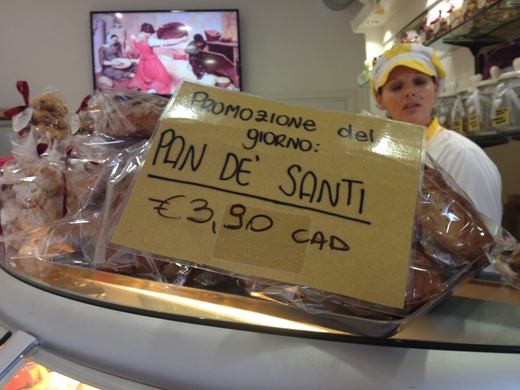 PROMOZIONE del
giorno:
PAN DE' SANTI
€3,90 CAD